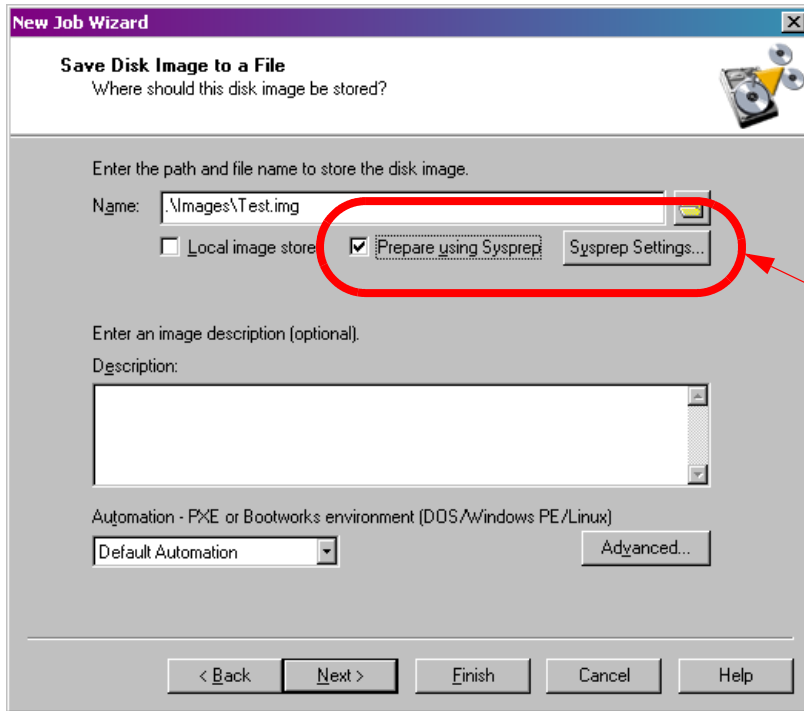 New Job Wizard
Save Disk Image to a File
Where should this disk image be stored?
Enter the path and file name to store the disk image.
Name: .\Images\Test.img
Local image store Prepare using Sysprep Sysprep Settings...
Enter an image description (optional).
Description:
Automation - PXE or Bootworks environment (DOS/Windows PE/Linux)
Default Automation Advanced...
< Back Next > Finish Cancel Help